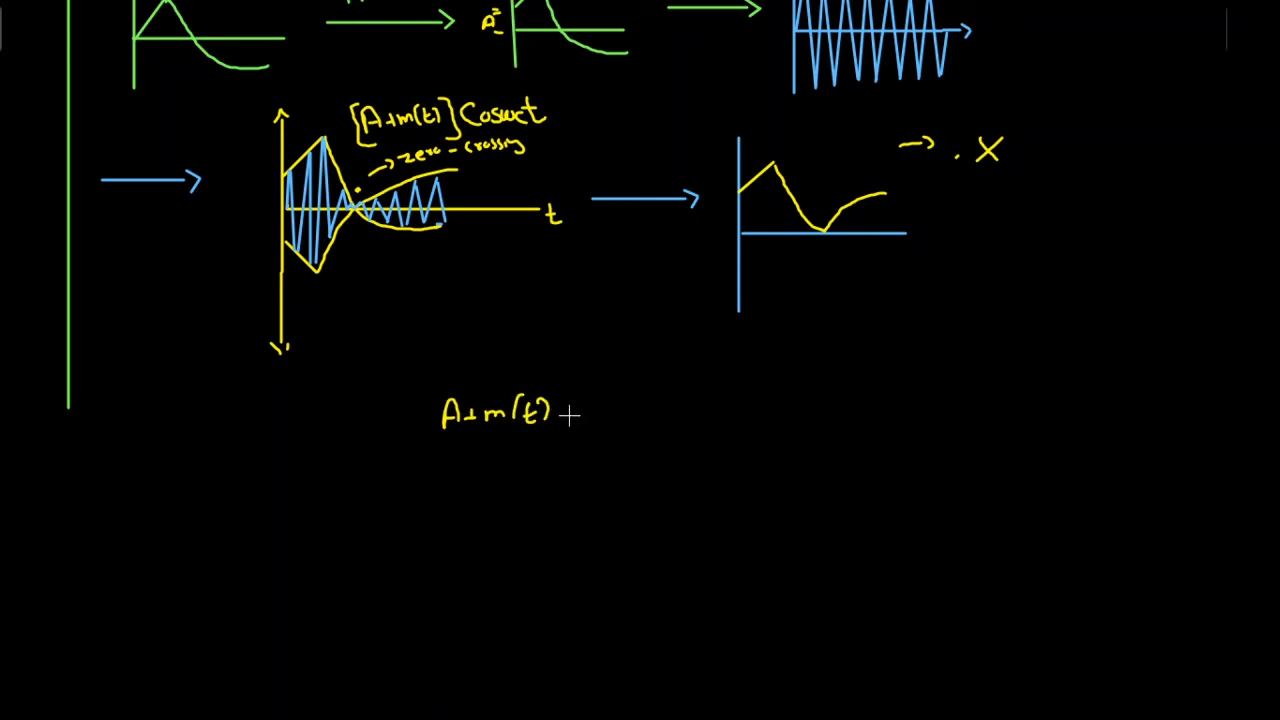 A =
[A+m(t)] Cosωct
→ zero-crossing
t
→ . X
A+m(t)